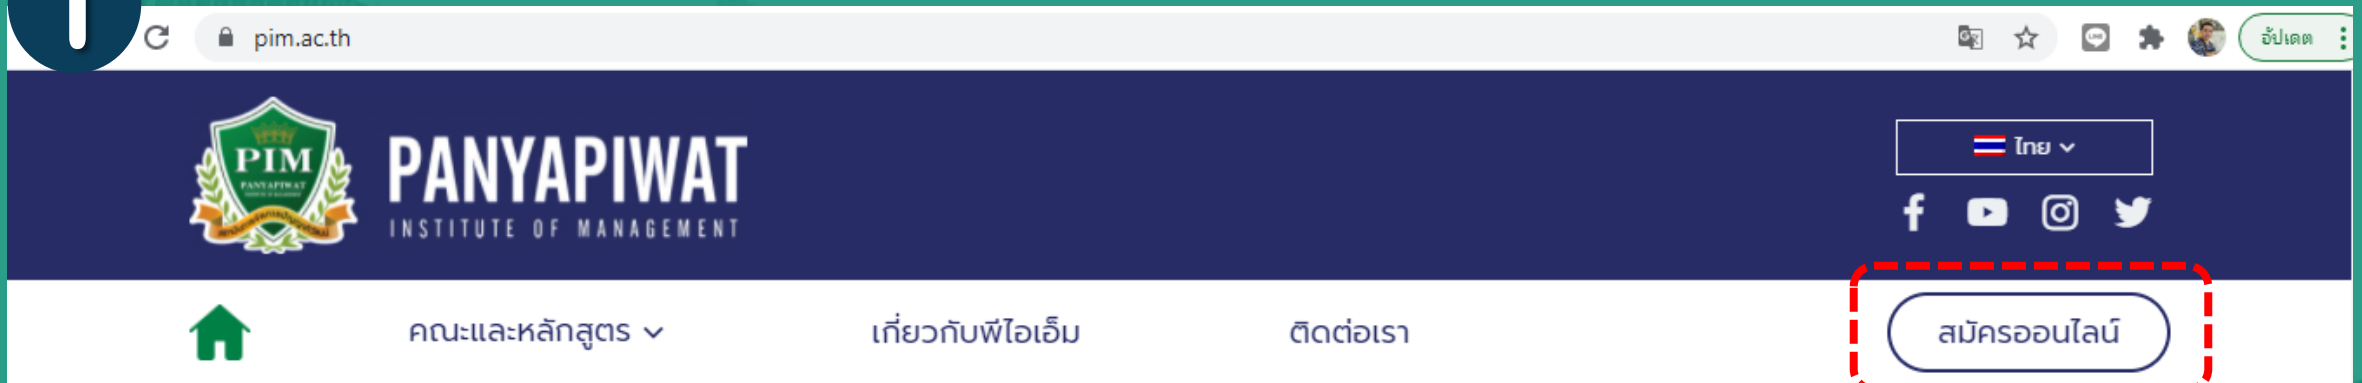 1
pim.ac.th
อัปเดต
PIM
PANYAPIWAT
PANYAPIWAT
INSTITUTE OF MANAGEMENT
ไทย
คณะและหลักสูตร
เกี่ยวกับพีไอเอ็ม
ติดต่อเรา
สมัครออนไลน์